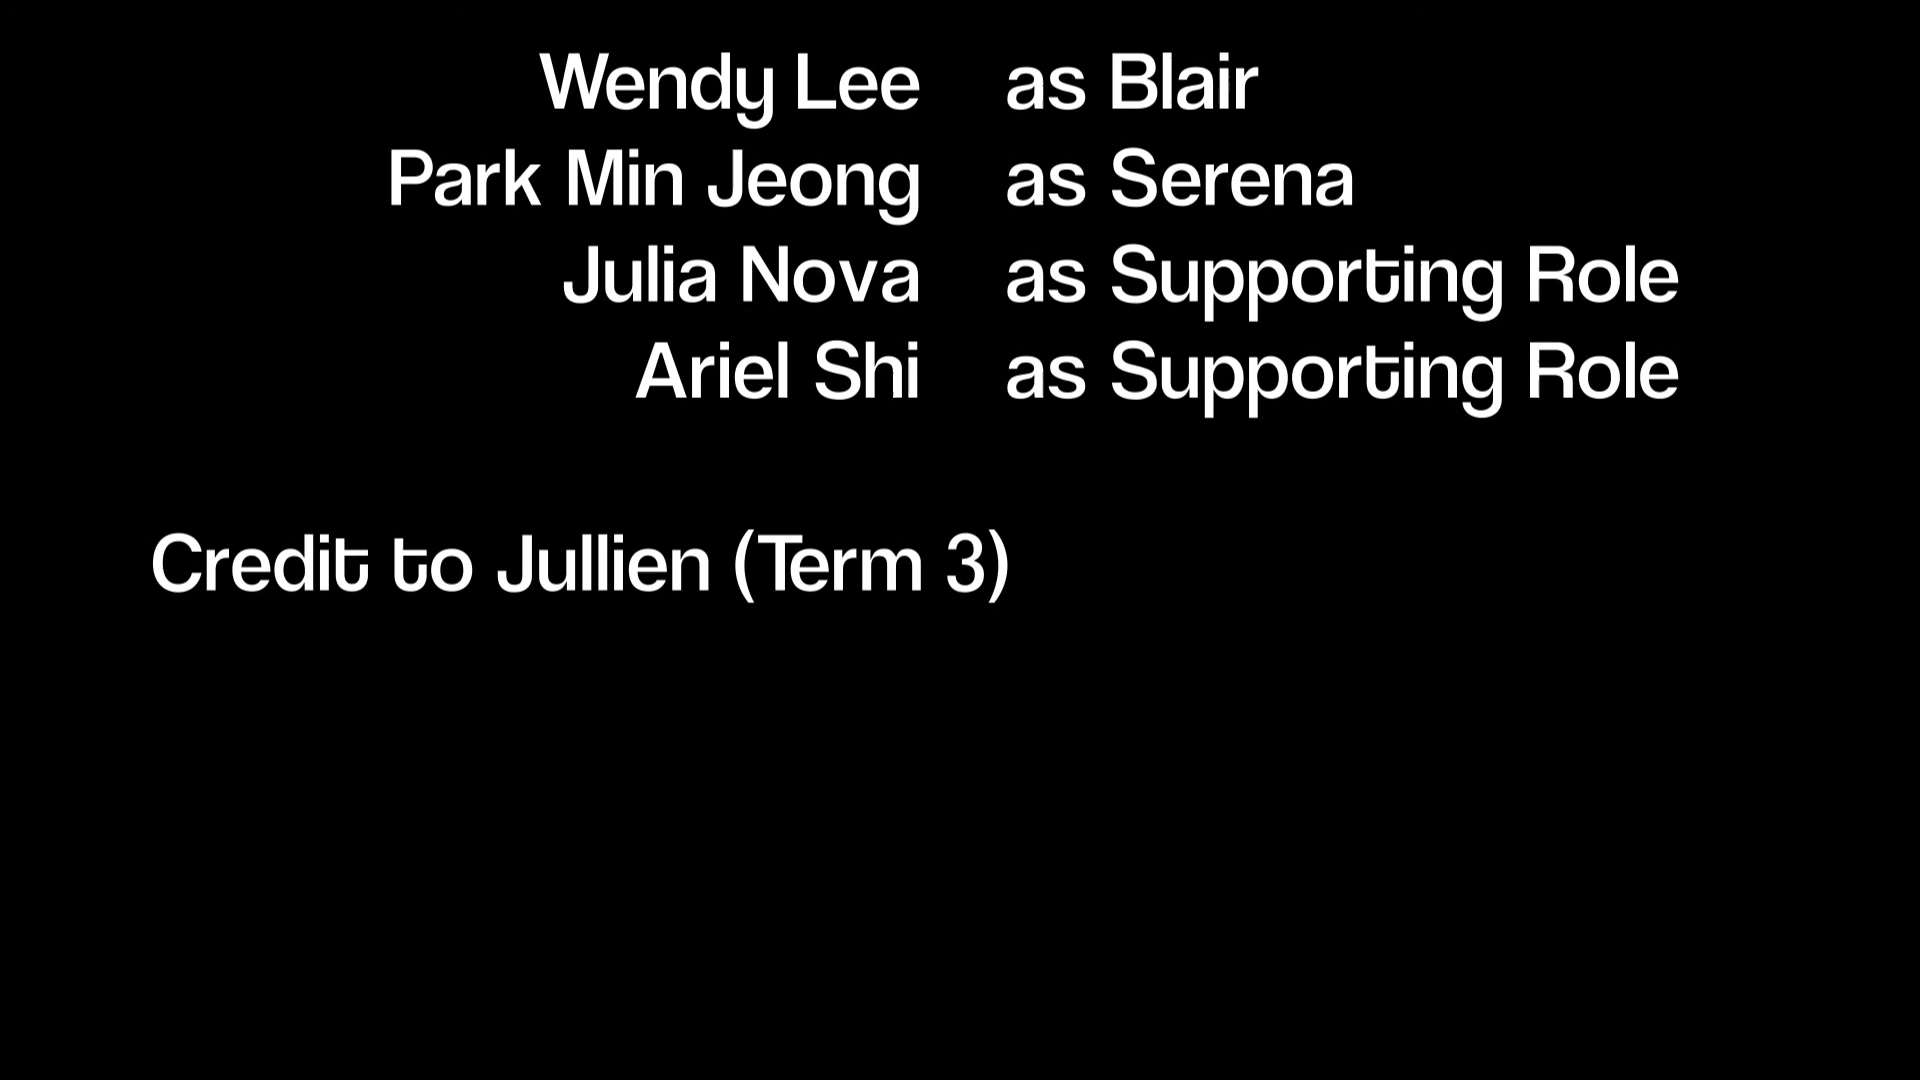 Wendy Lee as Blair
Park Min Jeong as Serena
Julia Nova as Supporting Role
Ariel Shi as Supporting Role
Credit to Jullien (Term 3)